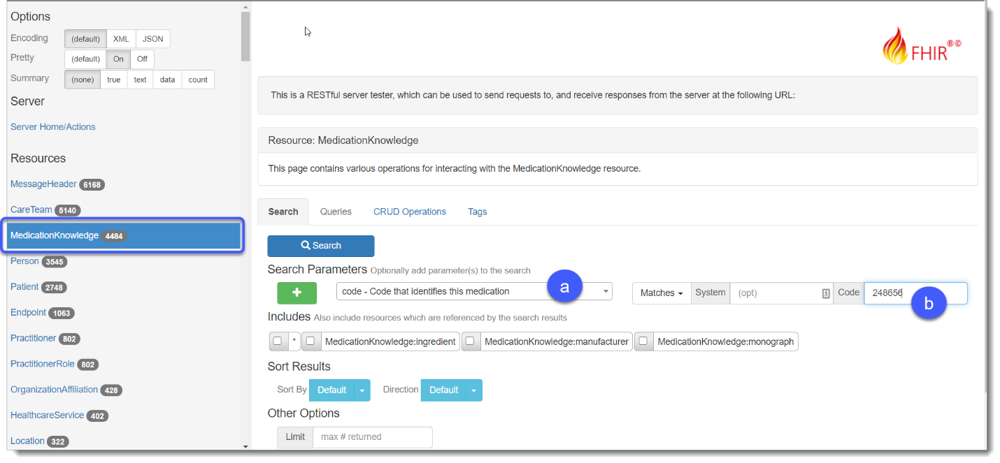 Options
Encoding (default) XML JSON
Pretty (default) On Off
Summary (none) true text data count
Server
Server Home/Actions
Resources
MessageHeader 6168
CareTeam 5140
MedicationKnowledge 4484
Person 3545
Patient 2748
Endpoint 1063
Practitioner 802
PractitionerRole 802
OrganizationAffiliation 428
HealthcareService 402
Location 322
FHIR®©
This is a RESTful server tester, which can be used to send requests to, and receive responses from the server at the following URL:
Resource: MedicationKnowledge
This page contains various operations for interacting with the MedicationKnowledge resource.
Search Queries CRUD Operations Tags
Search
Search Parameters Optionally add parameter(s) to the search
+ code - Code that identifies this medication a Matches System (opt) Code 248656 b
Includes Also include resources which are referenced by the search results
* MedicationKnowledge:ingredient MedicationKnowledge:manufacturer MedicationKnowledge:monograph
Sort Results
Sort By Default Direction Default
Other Options
Limit max # returned